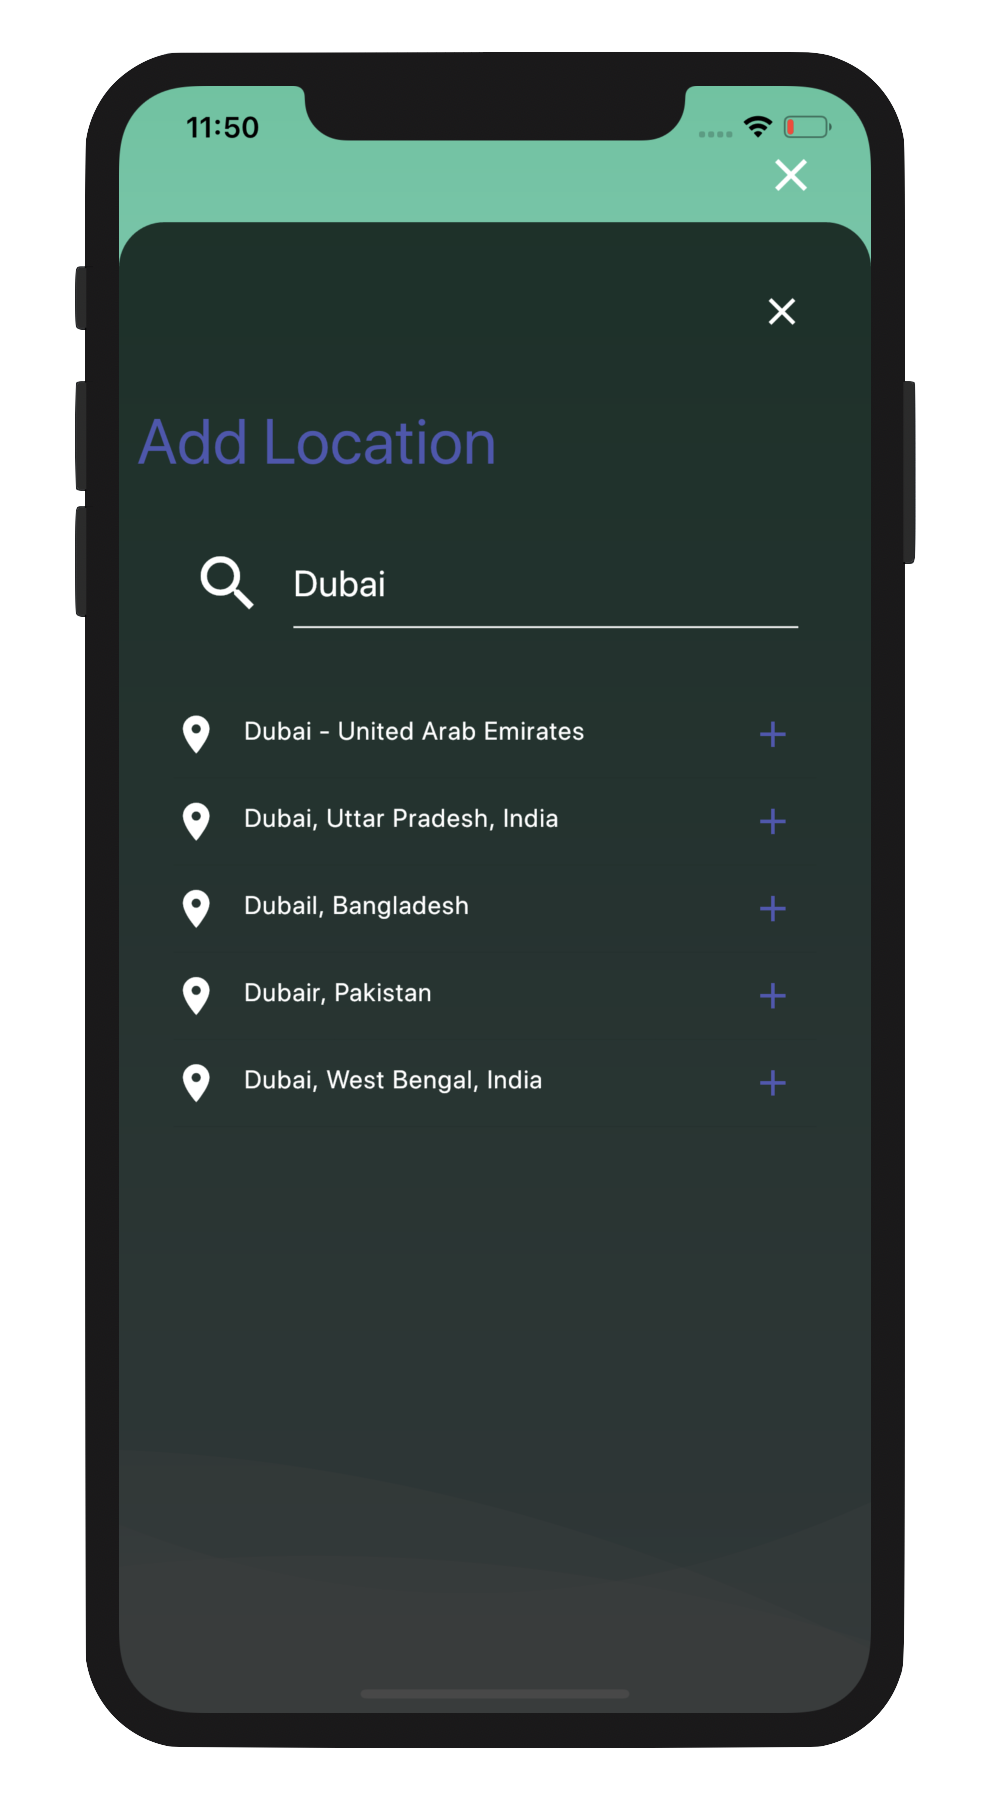 11:50
Add Location
Dubai
Dubai - United Arab Emirates
Dubai, Uttar Pradesh, India
Dubail, Bangladesh
Dubair, Pakistan
Dubai, West Bengal, India